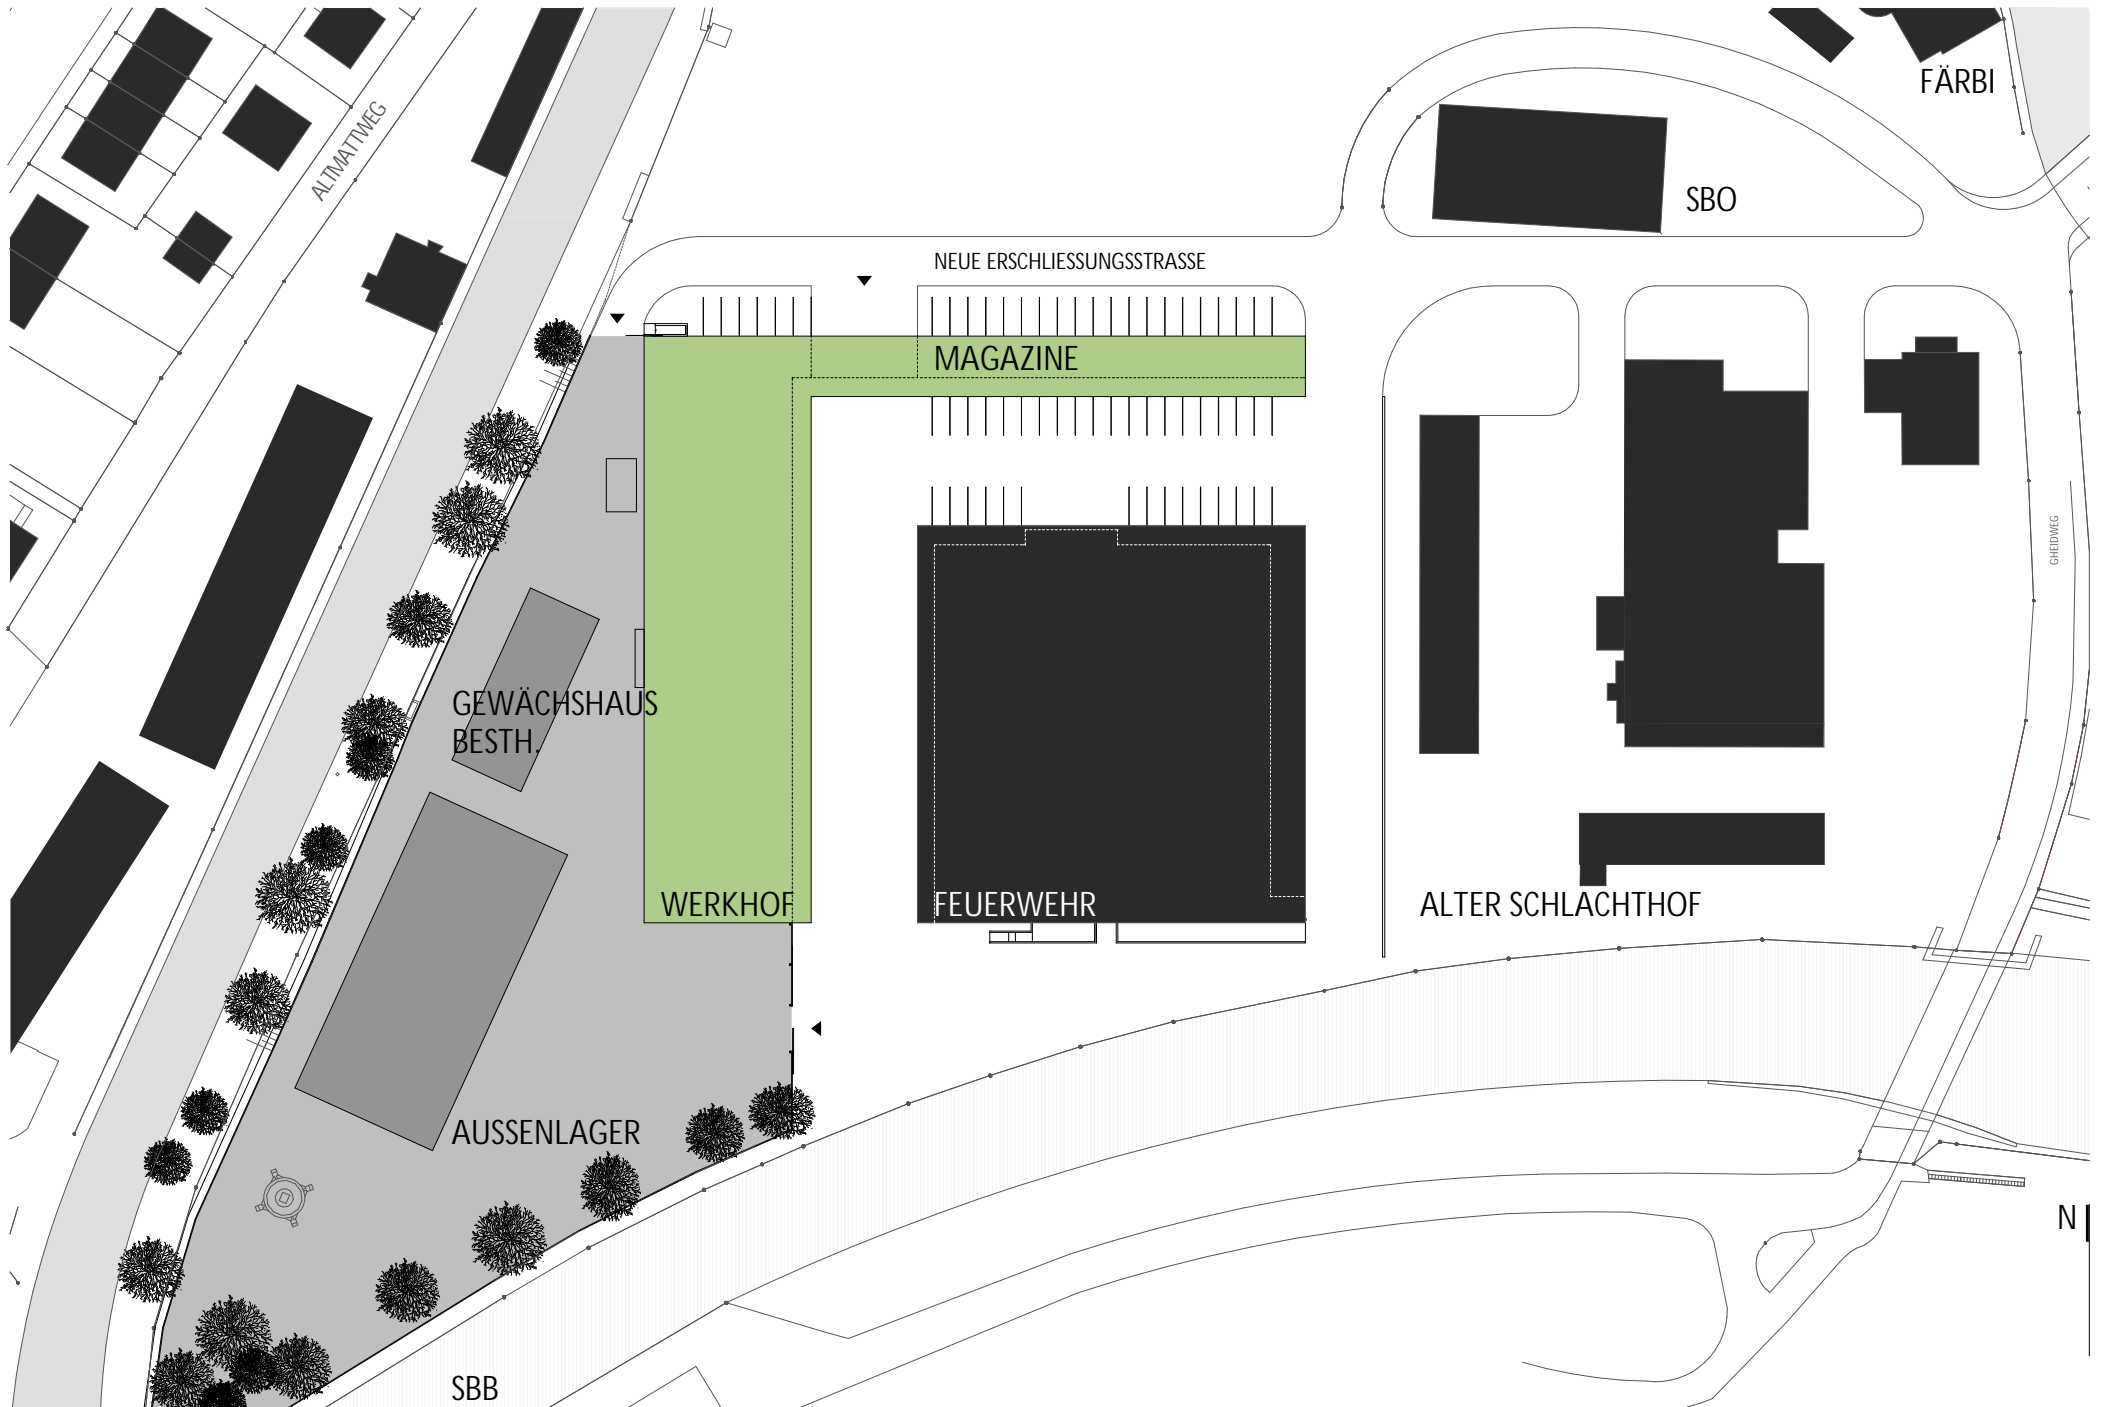 FÄRBI
ALTMATTWEG
SBO
NEUE ERSCHLIESSUNGSSTRASSE
MAGAZINE
GHEIDWEG
GEWÄCHSHAUS
BESTH.
WERKHOF
FEUERWEHR
ALTER SCHLACHTHOF
AUSSENLAGER
N
SBB